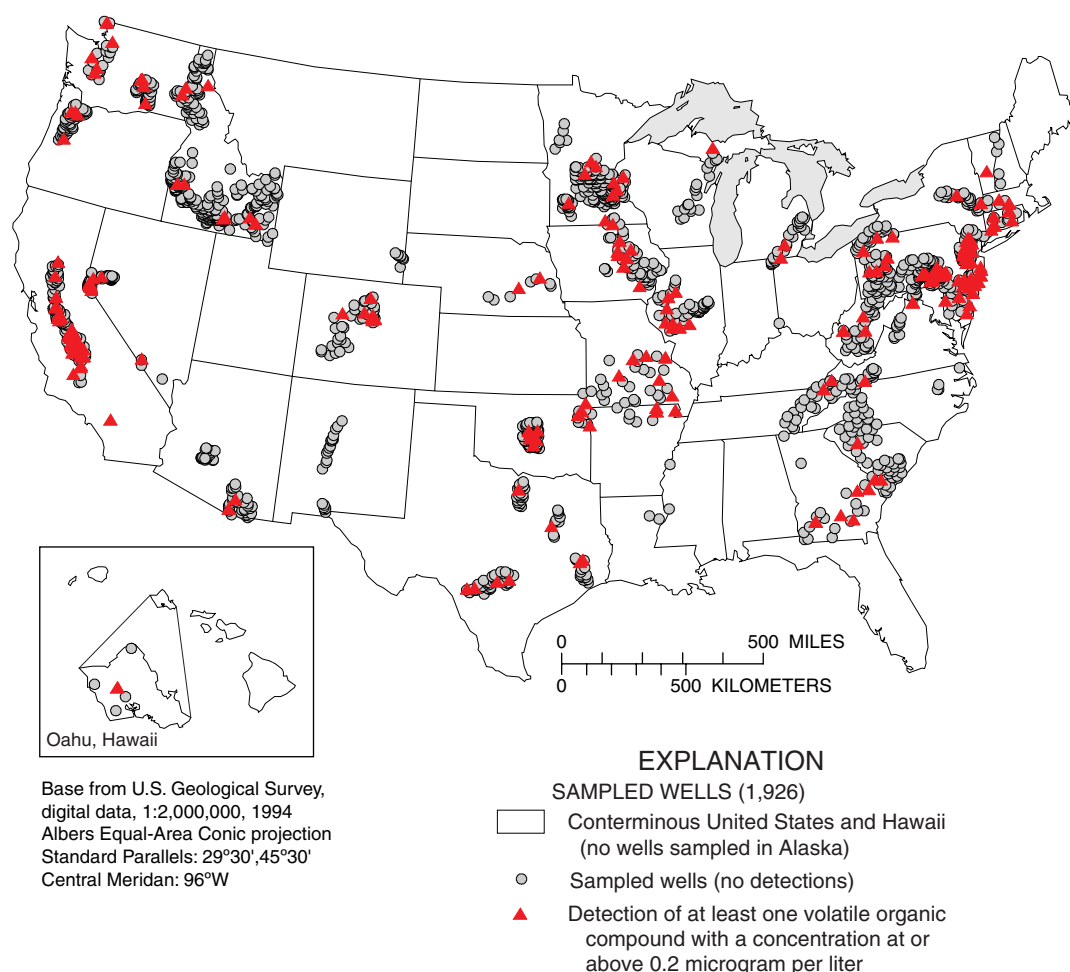 0 500 MILES
0 500 KILOMETERS
Oahu, Hawaii
Base from U.S. Geological Survey,
digital data, 1:2,000,000, 1994
Albers Equal-Area Conic projection
Standard Parallels: 29º30',45º30'
Central Meridian: 96ºW
EXPLANATION
SAMPLED WELLS (1,926)
Conterminous United States and Hawaii
(no wells sampled in Alaska)
Sampled wells (no detections)
Detection of at least one volatile organic
compound with a concentration at or
above 0.2 microgram per liter